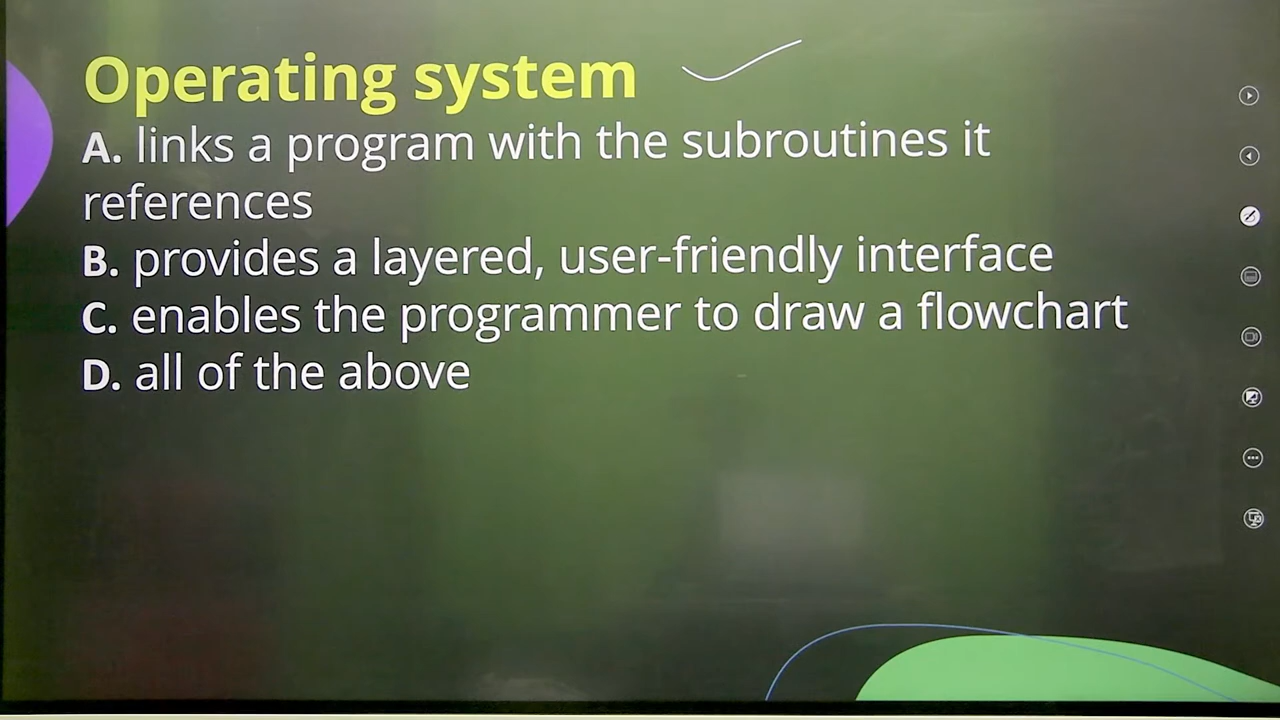 Operating system
A. links a program with the subroutines it
references
B. provides a layered, user-friendly interface
C. enables the programmer to draw a flowchart
D. all of the above